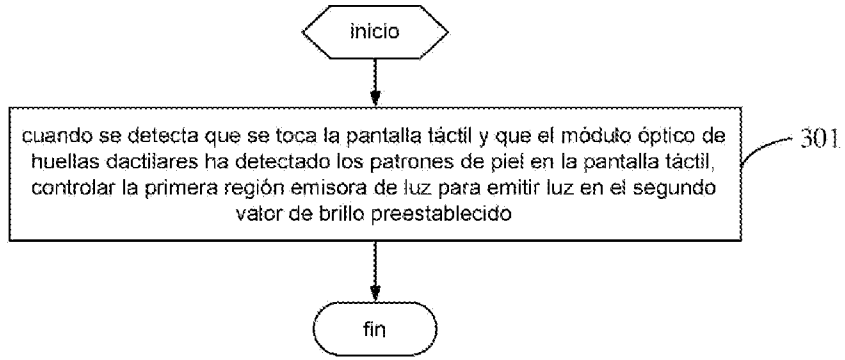 inicio
cuando se detecta que se toca la pantalla táctil y que el módulo óptico de
huellas dactilares ha detectado los patrones de piel en la pantalla táctil,
controlar la primera región emisora de luz para emitir luz en el segundo
valor de brillo preestablecido
301
fin